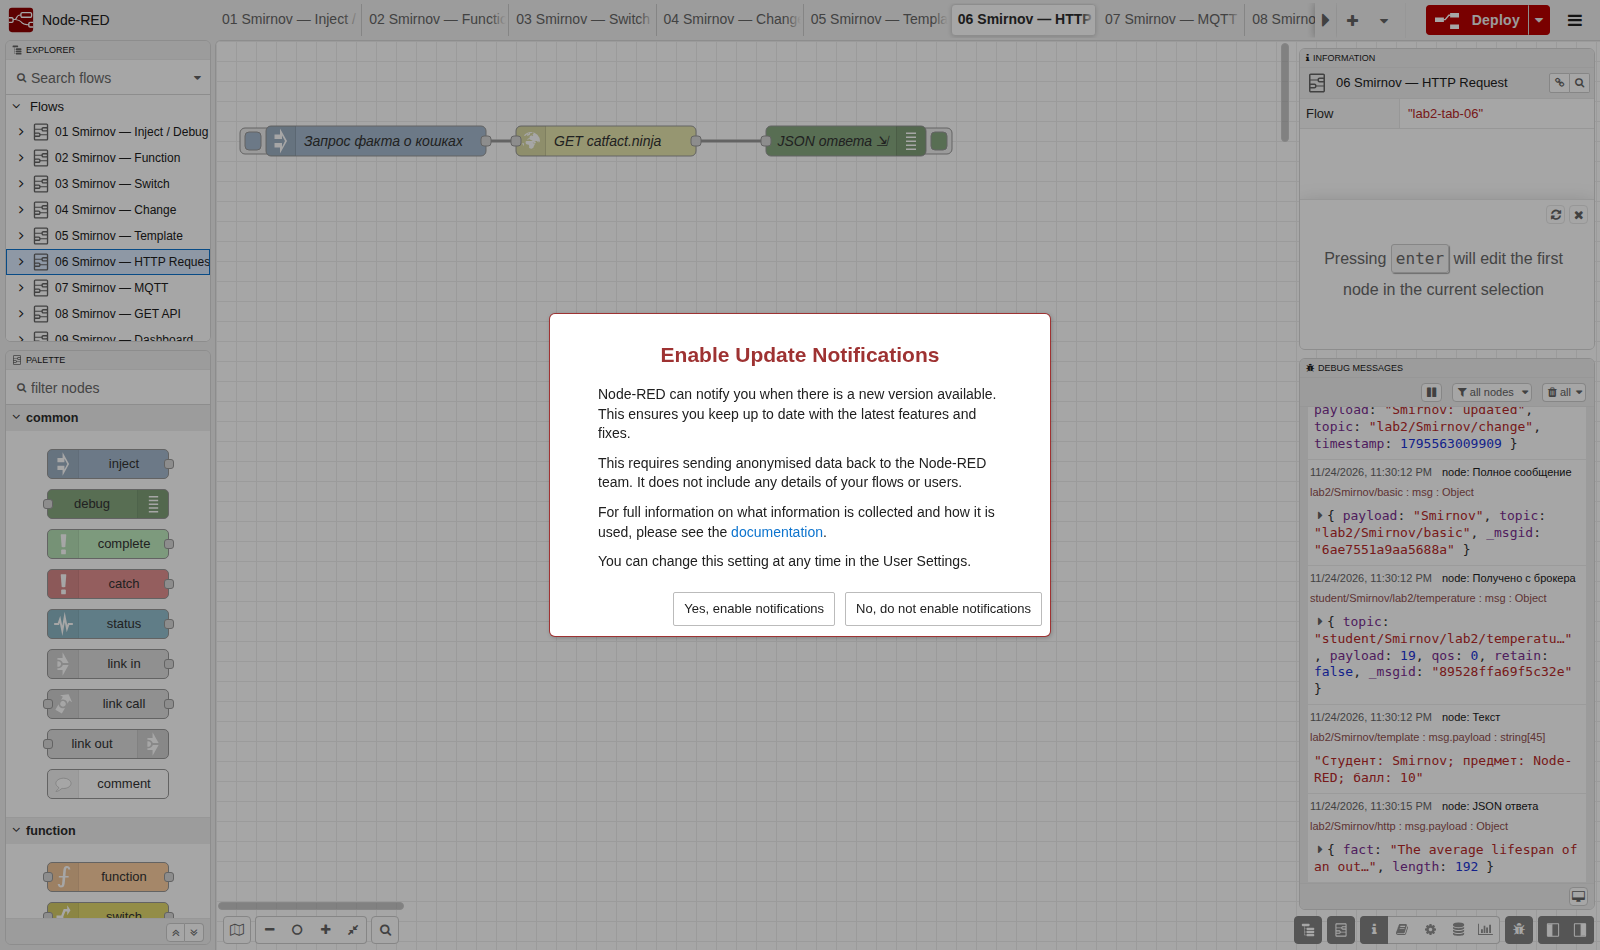 Node-RED
01 Smirnov — Inject /
02 Smirnov — Functi
03 Smirnov — Switch
04 Smirnov — Chang
05 Smirnov — Templa
06 Smirnov — HTTP
07 Smirnov — MQTT
08 Smirno
Deploy
EXPLORER
Search flows
Flows
01 Smirnov — Inject / Debug
02 Smirnov — Function
03 Smirnov — Switch
04 Smirnov — Change
05 Smirnov — Template
06 Smirnov — HTTP Reques
07 Smirnov — MQTT
08 Smirnov — GET API
09 Smirnov — Dashboard
PALETTE
filter nodes
common
inject
debug
complete
catch
status
link in
link call
link out
comment
function
function
switch
Запрос факта о кошках
GET catfact.ninja
JSON ответа ⇲
Enable Update Notifications
Node-RED can notify you when there is a new version available.
This ensures you keep up to date with the latest features and
fixes.
This requires sending anonymised data back to the Node-RED
team. It does not include any details of your flows or users.
For full information on what information is collected and how it is
used, please see the documentation.
You can change this setting at any time in the User Settings.
Yes, enable notifications
No, do not enable notifications
INFORMATION
06 Smirnov — HTTP Request
Flow "lab2-tab-06"
Pressing enter will edit the first
node in the current selection
DEBUG MESSAGES
all nodes
all
payload: "Smirnov: updated",
topic: "lab2/Smirnov/change",
timestamp: 1795563009909 }
11/24/2026, 11:30:12 PM node: Полное сообщение
lab2/Smirnov/basic : msg : Object
{ payload: "Smirnov", topic:
"lab2/Smirnov/basic", _msgid:
"6ae7551a9aa5688a" }
11/24/2026, 11:30:12 PM node: Получено с брокера
student/Smirnov/lab2/temperature : msg : Object
{ topic:
"student/Smirnov/lab2/temperatu…"
, payload: 19, qos: 0, retain:
false, _msgid: "89528ffa69f5c32e"
}
11/24/2026, 11:30:12 PM node: Текст
lab2/Smirnov/template : msg.payload : string[45]
"Студент: Smirnov; предмет: Node-
RED; балл: 10"
11/24/2026, 11:30:15 PM node: JSON ответа
lab2/Smirnov/http : msg.payload : Object
{ fact: "The average lifespan of
an out…", length: 192 }